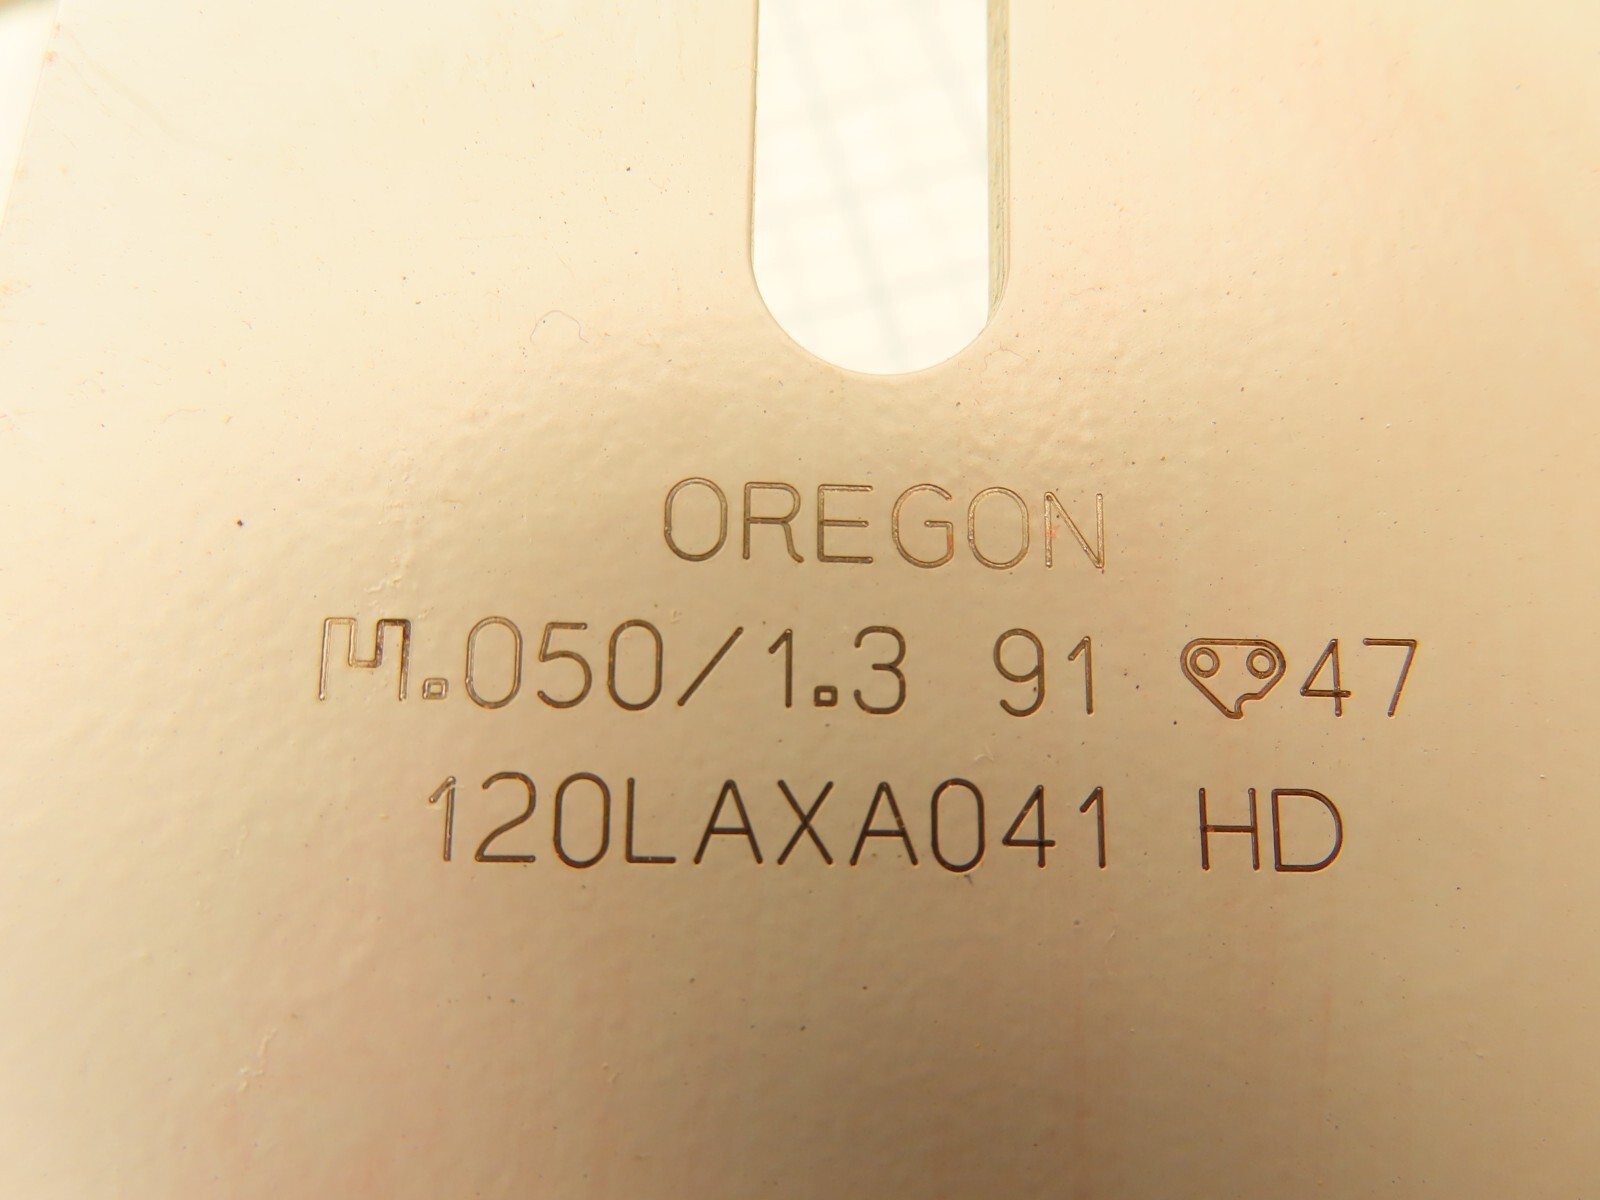 OREGON
.050/1.3 91 47
120LAXA041 HD